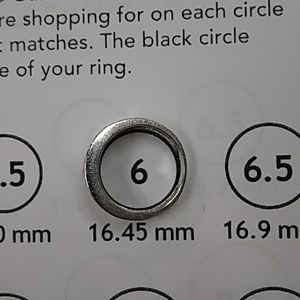 re shopping for on each circle
t matches. The black circle
e of your ring.
.5 6 6.5
0 mm 16.45 mm 16.9 m